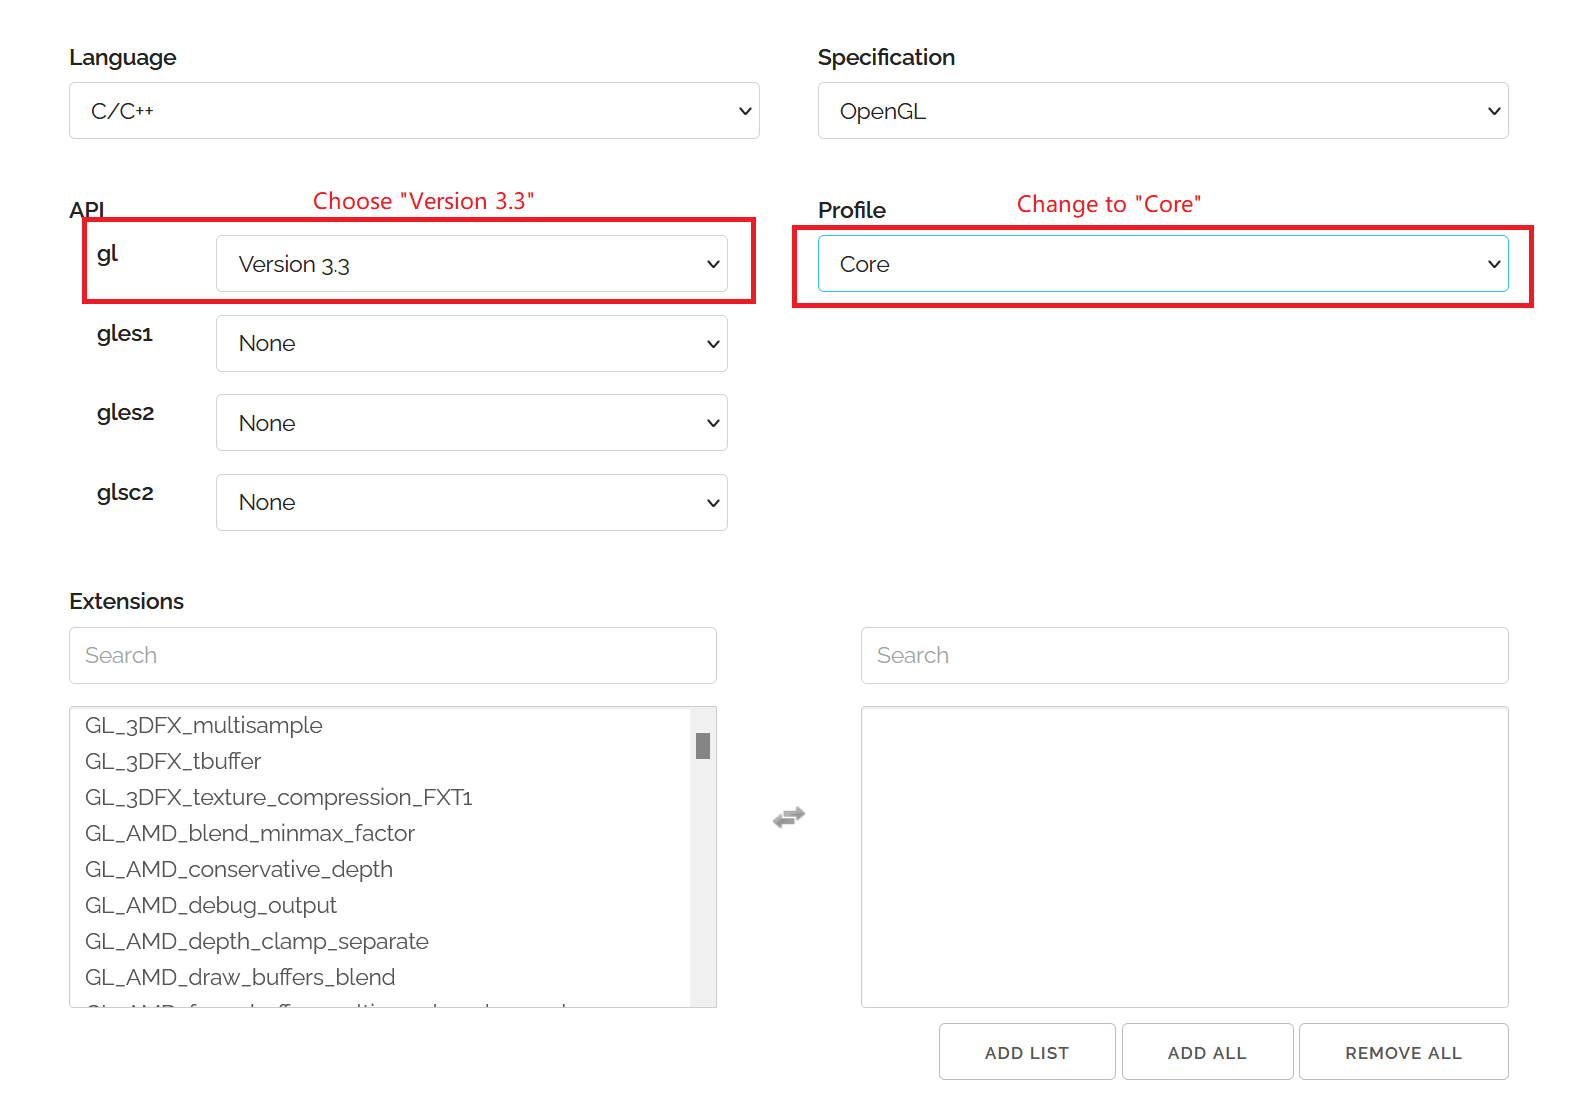 Language
Specification
C/C++
OpenGL
API
Choose "Version 3.3"
Profile
Change to "Core"
gl
Version 3.3
Core
gles1
None
gles2
None
glsc2
None
Extensions
Search
Search
GL_3DFX_multisample
GL_3DFX_tbuffer
GL_3DFX_texture_compression_FXT1
GL_AMD_blend_minmax_factor
GL_AMD_conservative_depth
GL_AMD_debug_output
GL_AMD_depth_clamp_separate
GL_AMD_draw_buffers_blend
ADD LIST
ADD ALL
REMOVE ALL